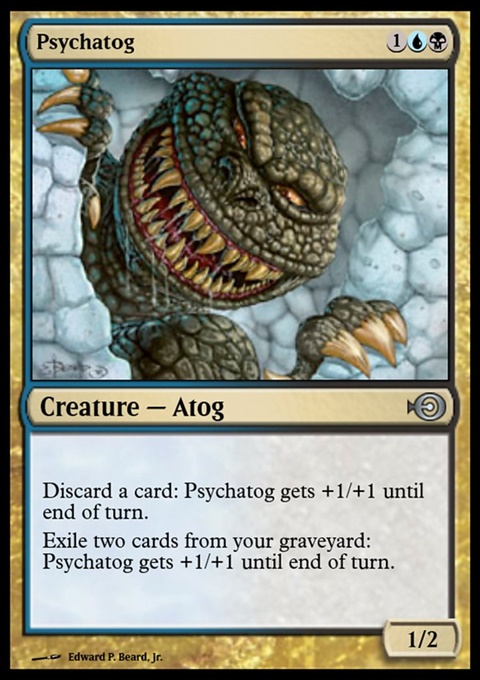 Psychatog 1
Creature — Atog
Discard a card: Psychatog gets +1/+1 until
end of turn.
Exile two cards from your graveyard:
Psychatog gets +1/+1 until end of turn.
1/2
Edward P. Beard, Jr.